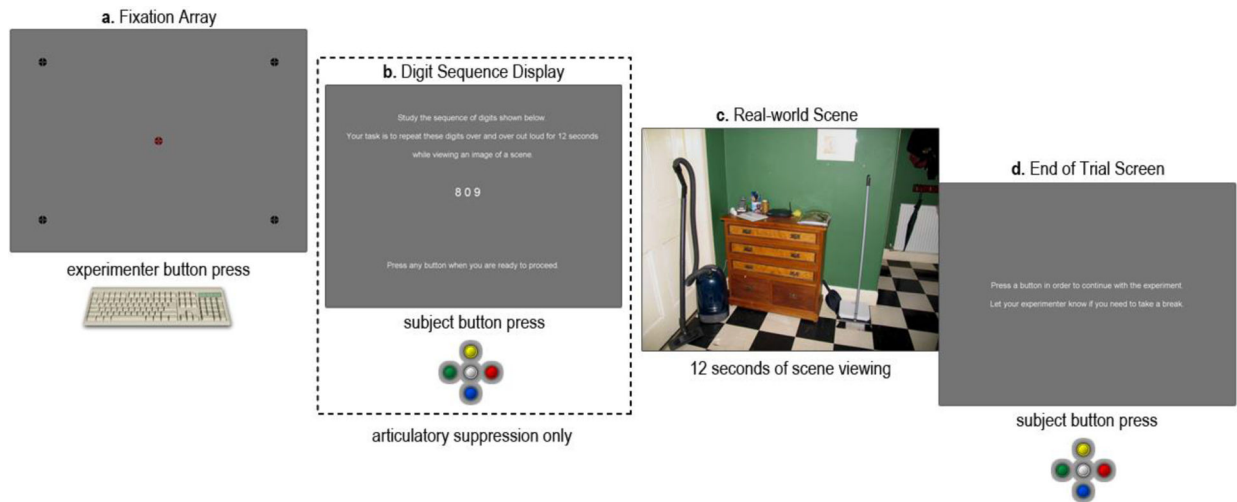 a. Fixation Array
experimenter button press
b. Digit Sequence Display
Study the sequence of digits shown below
Your task is to repeat these digits over and over out loud for 12 seconds
while viewing an image of a scene.
8 0 9
Press any button when you are ready to proceed
subject button press
articulatory suppression only
c. Real-world Scene
12 seconds of scene viewing
d. End of Trial Screen
Press a button in order to continue with the experiment
Let your experimenter know if you need to take a break.
subject button press